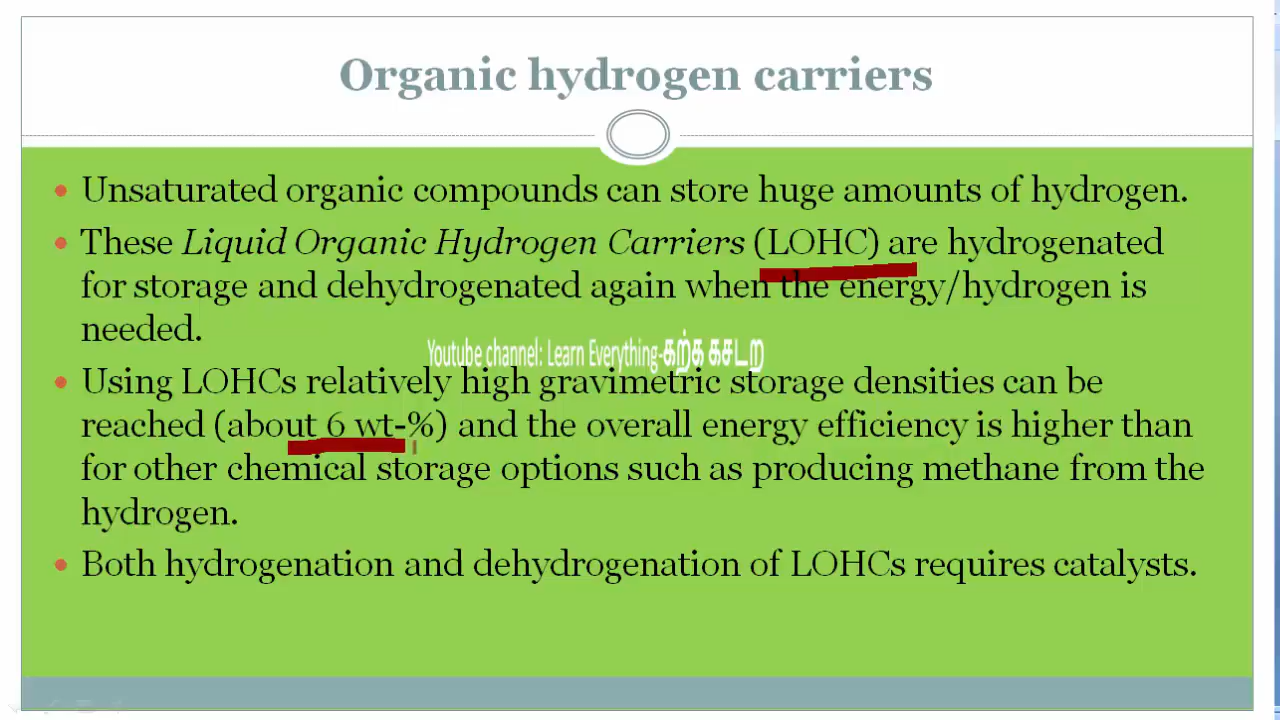 Organic hydrogen carriers
• Unsaturated organic compounds can store huge amounts of hydrogen.
• These Liquid Organic Hydrogen Carriers (LOHC) are hydrogenated
for storage and dehydrogenated again when the energy/hydrogen is
needed.
Youtube channel: Learn Everything-கற்க கசடற
• Using LOHCs relatively high gravimetric storage densities can be
reached (about 6 wt-%) and the overall energy efficiency is higher than
for other chemical storage options such as producing methane from the
hydrogen.
• Both hydrogenation and dehydrogenation of LOHCs requires catalysts.